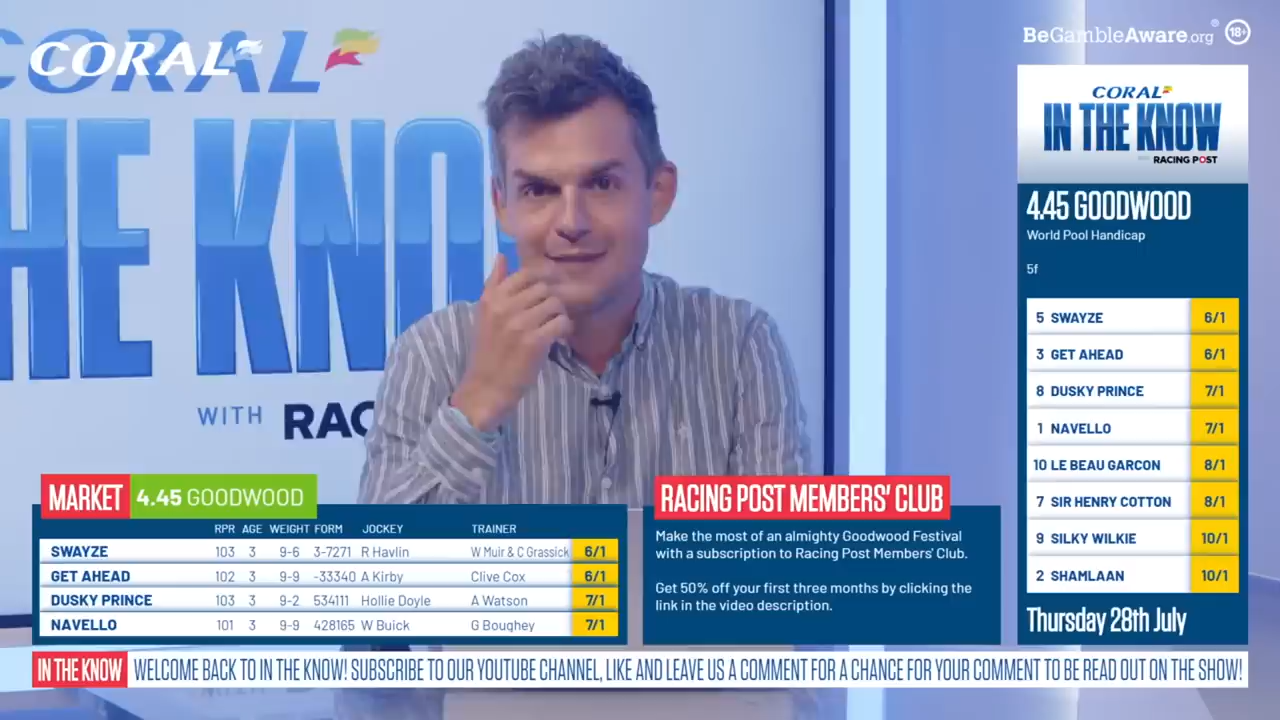 CORAL
CORAL
THE KNOW
WITH RAC
BeGambleAware.org® 18+
CORAL
IN THE KNOW
WITH RACING POST
4.45 GOODWOOD
World Pool Handicap
5f
5 SWAYZE 6/1
3 GET AHEAD 6/1
8 DUSKY PRINCE 7/1
1 NAVELLO 7/1
10 LE BEAU GARCON 8/1
7 SIR HENRY COTTON 8/1
9 SILKY WILKIE 10/1
2 SHAMLAAN 10/1
Thursday 28th July
MARKET 4.45 GOODWOOD
RPR AGE WEIGHT FORM JOCKEY TRAINER
SWAYZE 103 3 9-6 3-7271 R Havlin W Muir & C Grassick 6/1
GET AHEAD 102 3 9-9 -33340 A Kirby Clive Cox 6/1
DUSKY PRINCE 103 3 9-2 534111 Hollie Doyle A Watson 7/1
NAVELLO 101 3 9-9 428165 W Buick G Boughey 7/1
RACING POST MEMBERS' CLUB
Make the most of an almighty Goodwood Festival
with a subscription to Racing Post Members' Club.
Get 50% off your first three months by clicking the
link in the video description.
IN THE KNOW WELCOME BACK TO IN THE KNOW! SUBSCRIBE TO OUR YOUTUBE CHANNEL, LIKE AND LEAVE US A COMMENT FOR A CHANCE FOR YOUR COMMENT TO BE READ OUT ON THE SHOW!